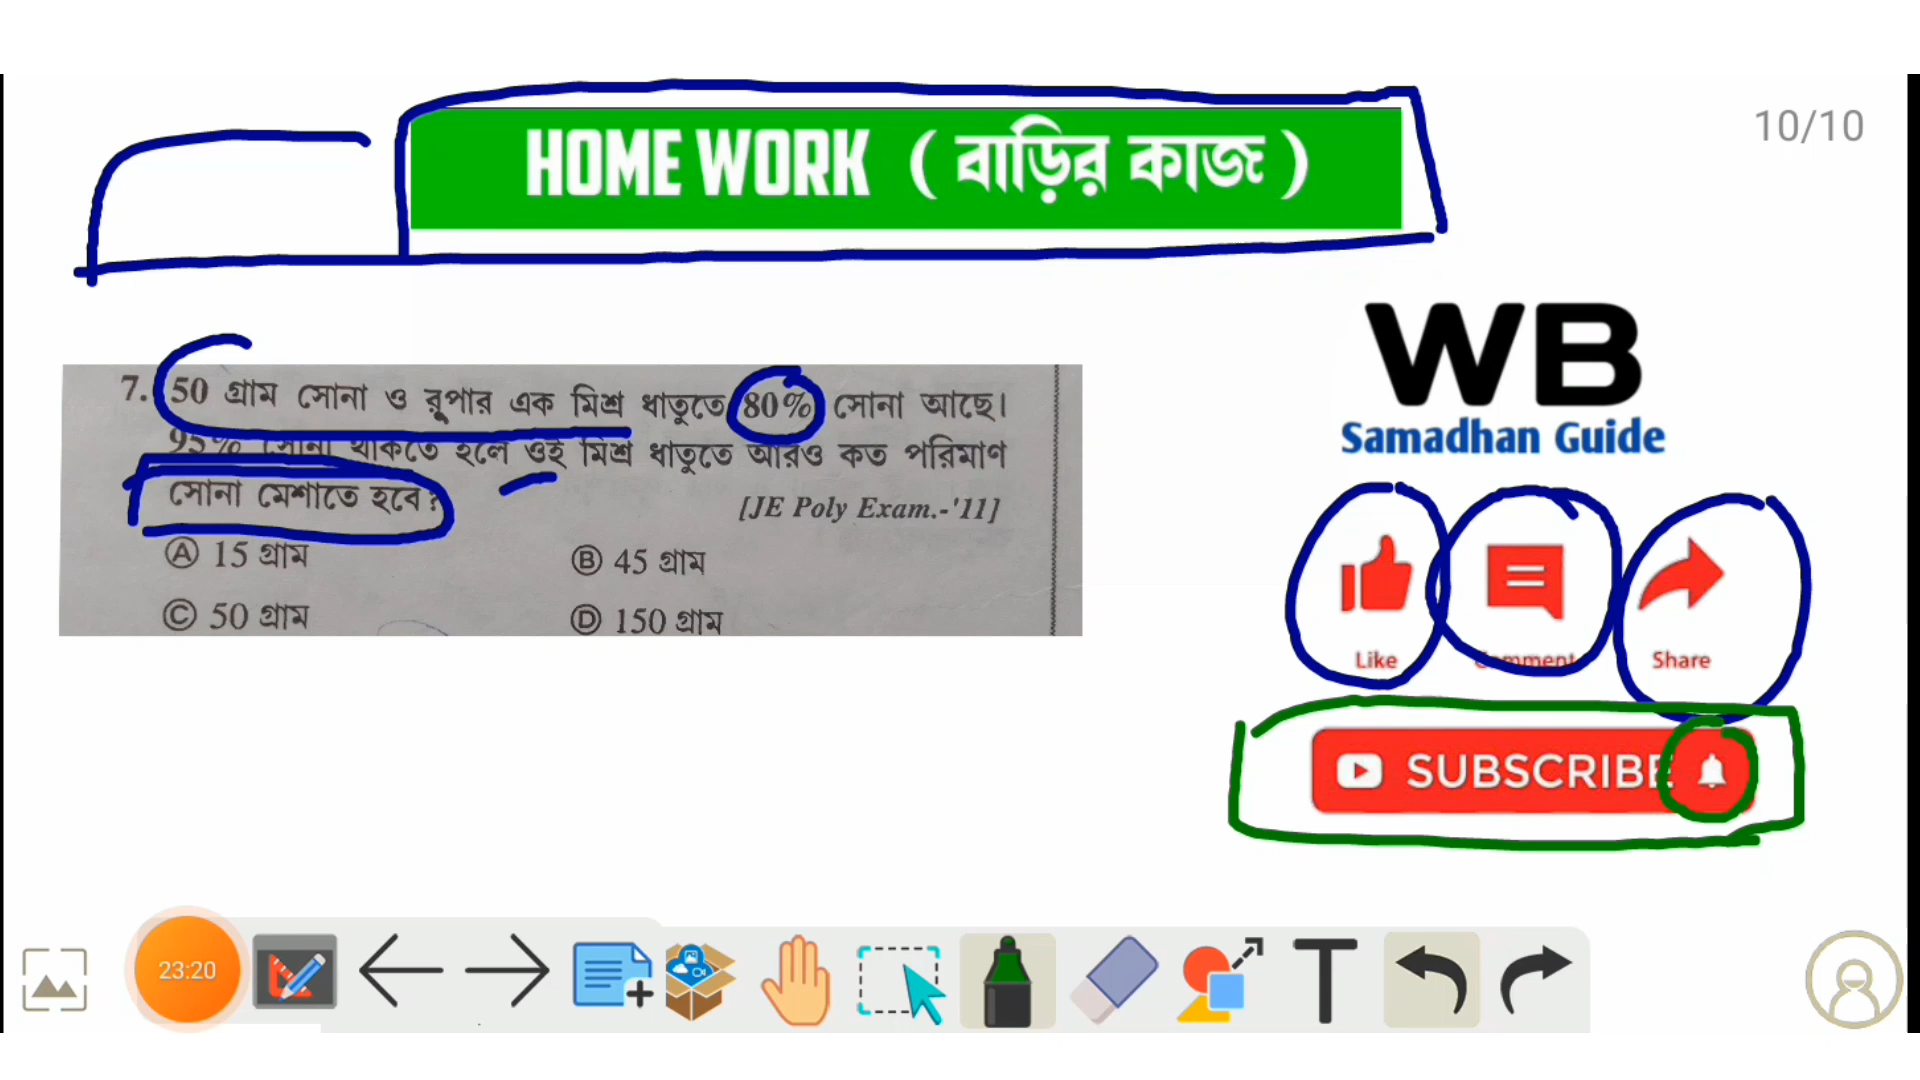 HOME WORK ( বাড়ির কাজ )
10/10
7. 50 গ্রাম সোনা ও রুপার এক মিশ্র ধাতুতে 80% সোনা আছে।
95% সোনা থাকতে হলে ওই মিশ্র ধাতুতে আরও কত পরিমাণ
সোনা মেশাতে হবে?
[JE Poly Exam.-'11]
Ⓐ 15 গ্রাম
Ⓑ 45 গ্রাম
Ⓒ 50 গ্রাম
Ⓓ 150 গ্রাম
WB
Samadhan Guide
Like
Comment
Share
SUBSCRIBE
23:20
T